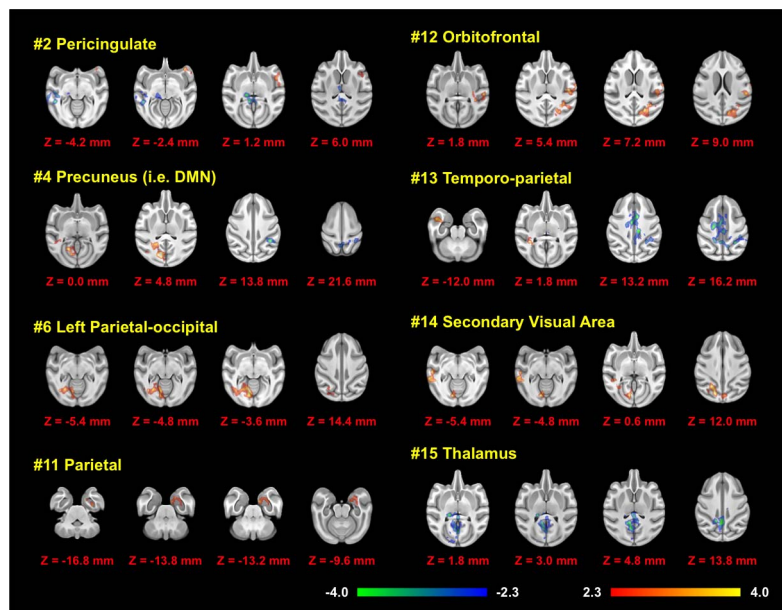 #2 Pericingulate
Z = -4.2 mm Z = -2.4 mm Z = 1.2 mm Z = 6.0 mm
#4 Precuneus (i.e. DMN)
Z = 0.0 mm Z = 4.8 mm Z = 13.8 mm Z = 21.6 mm
#6 Left Parietal-occipital
Z = -5.4 mm Z = -4.8 mm Z = -3.6 mm Z = 14.4 mm
#11 Parietal
Z = -16.8 mm Z = -13.8 mm Z = -13.2 mm Z = -9.6 mm
#12 Orbitofrontal
Z = 1.8 mm Z = 5.4 mm Z = 7.2 mm Z = 9.0 mm
#13 Temporo-parietal
Z = -12.0 mm Z = 1.8 mm Z = 13.2 mm Z = 16.2 mm
#14 Secondary Visual Area
Z = -5.4 mm Z = -4.8 mm Z = 0.6 mm Z = 12.0 mm
#15 Thalamus
Z = 1.8 mm Z = 3.0 mm Z = 4.8 mm Z = 13.8 mm
-4.0 -2.3 2.3 4.0